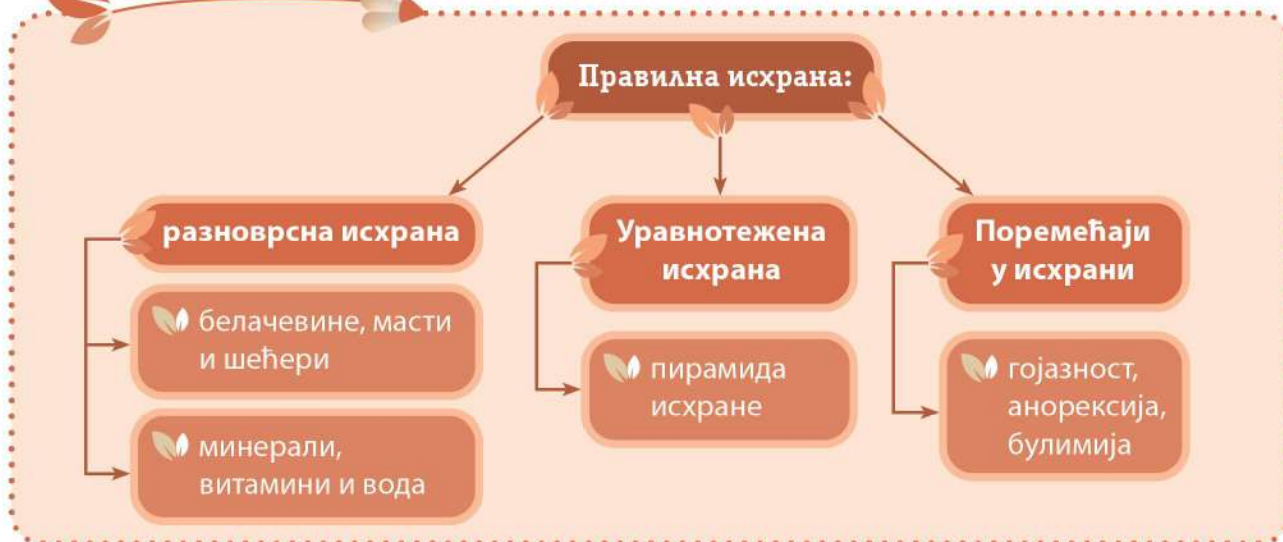 Правилна исхрана:
разноврсна исхрана
белачевине, масти
и шећери
минерали,
витамини и вода
Уравнотежена
исхрана
пирамида
исхране
Поремећаји
у исхрани
гојазност,
анорексија,
булимија